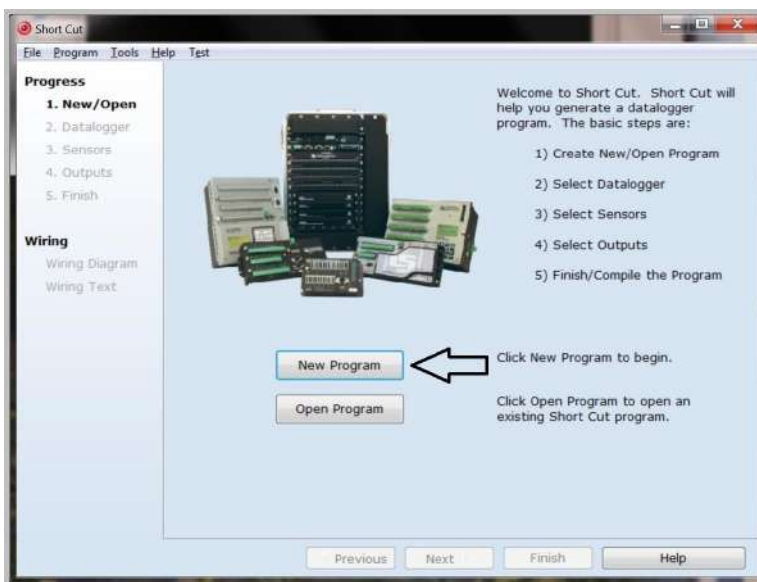 Short Cut
File Program Tools Help Test
Progress
1. New/Open
2. Datalogger
3. Sensors
4. Outputs
5. Finish
Wiring
Wiring Diagram
Wiring Text
Welcome to Short Cut. Short Cut will
help you generate a datalogger
program. The basic steps are:
1) Create New/Open Program
2) Select Datalogger
3) Select Sensors
4) Select Outputs
5) Finish/Compile the Program
New Program
Click New Program to begin.
Open Program
Click Open Program to open an
existing Short Cut program.
Previous Next Finish Help